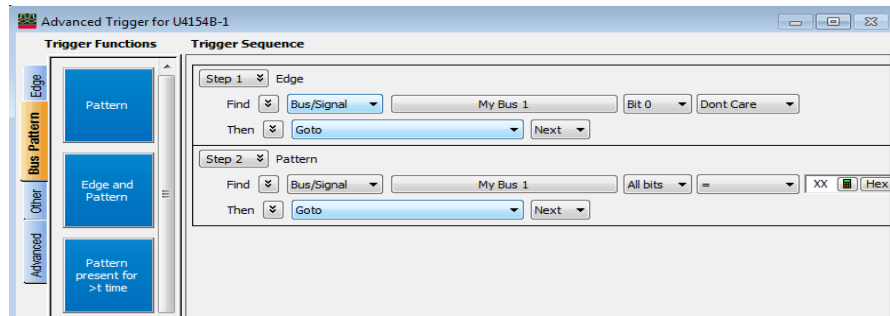 Advanced Trigger for U4154B-1
Trigger Functions Trigger Sequence
Edge
Bus Pattern
Other
Advanced
Pattern
Edge and
Pattern
Pattern
present for
>t time
Step 1 Edge
Find Bus/Signal My Bus 1 Bit 0 Dont Care
Then Goto Next
Step 2 Pattern
Find Bus/Signal My Bus 1 All bits = XX Hex
Then Goto Next